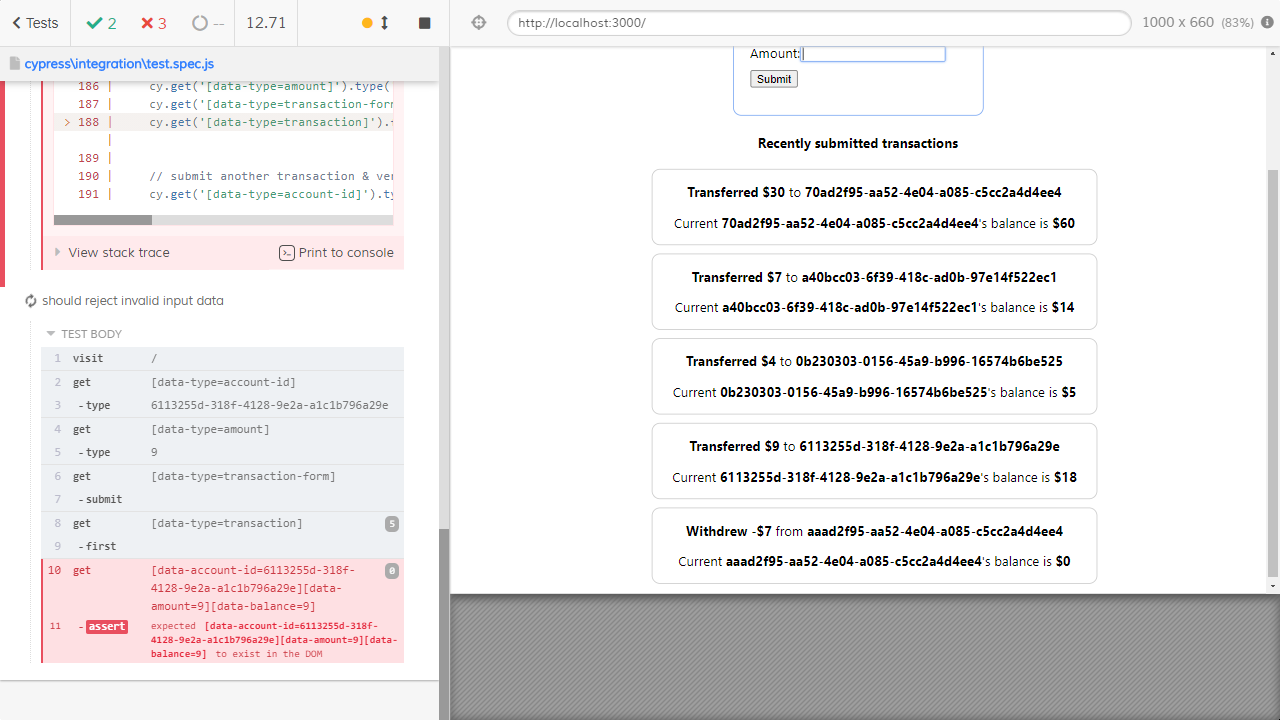 Tests
2
3
--
12.71
http://localhost:3000/
1000 x 660 (83%)
cypress\integration\test.spec.js
186 | cy.get('[data-type=amount]').type(
187 | cy.get('[data-type=transaction-for
> 188 | cy.get('[data-type=transaction]').
|
189 |
190 | // submit another transaction & ver
191 | cy.get('[data-type=account-id]').ty
View stack trace
Print to console
should reject invalid input data
TEST BODY
1 visit /
2 get [data-type=account-id]
3 -type 6113255d-318f-4128-9e2a-a1c1b796a29e
4 get [data-type=amount]
5 -type 9
6 get [data-type=transaction-form]
7 -submit
8 get [data-type=transaction] 5
9 -first
10 get [data-account-id=6113255d-318f-
4128-9e2a-a1c1b796a29e][data-
amount=9][data-balance=9] 0
11 -assert expected [data-account-id=6113255d-318f-
4128-9e2a-a1c1b796a29e][data-amount=9][data-
balance=9] to exist in the DOM
Amount:
Submit
Recently submitted transactions
Transferred $30 to 70ad2f95-aa52-4e04-a085-c5cc2a4d4ee4
Current 70ad2f95-aa52-4e04-a085-c5cc2a4d4ee4's balance is $60
Transferred $7 to a40bcc03-6f39-418c-ad0b-97e14f522ec1
Current a40bcc03-6f39-418c-ad0b-97e14f522ec1's balance is $14
Transferred $4 to 0b230303-0156-45a9-b996-16574b6be525
Current 0b230303-0156-45a9-b996-16574b6be525's balance is $5
Transferred $9 to 6113255d-318f-4128-9e2a-a1c1b796a29e
Current 6113255d-318f-4128-9e2a-a1c1b796a29e's balance is $18
Withdrew -$7 from aaad2f95-aa52-4e04-a085-c5cc2a4d4ee4
Current aaad2f95-aa52-4e04-a085-c5cc2a4d4ee4's balance is $0